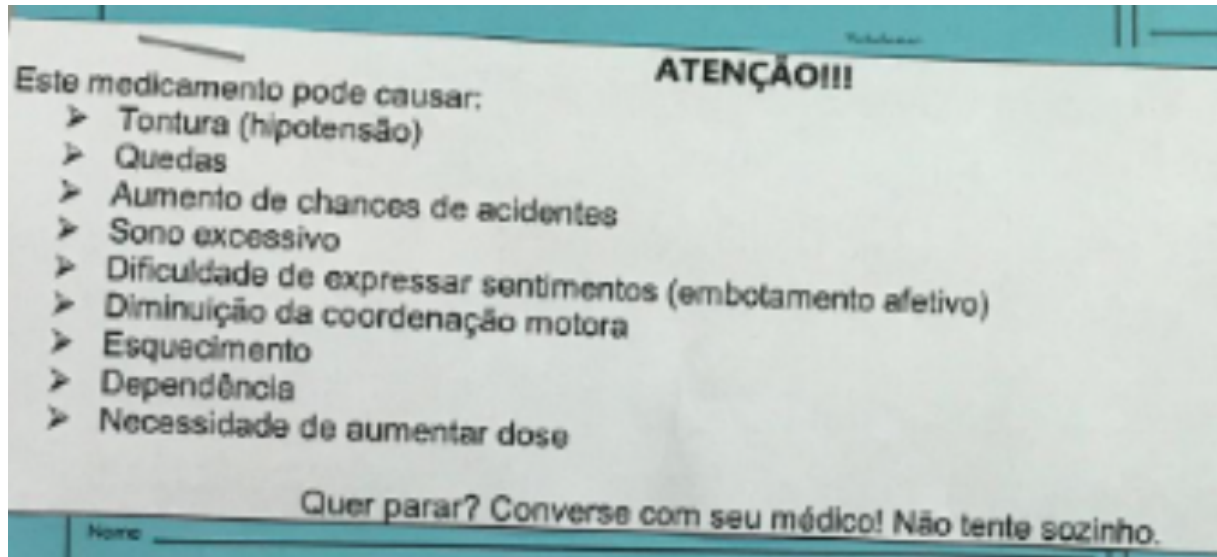 ATENÇÃO!!!
Este medicamento pode causar:
➢ Tontura (hipotensão)
➢ Quedas
➢ Aumento de chances de acidentes
➢ Sono excessivo
➢ Dificuldade de expressar sentimentos (embotamento afetivo)
➢ Diminuição da coordenação motora
➢ Esquecimento
➢ Dependência
➢ Necessidade de aumentar dose
Quer parar? Converse com seu médico! Não tente sozinho.
Nome